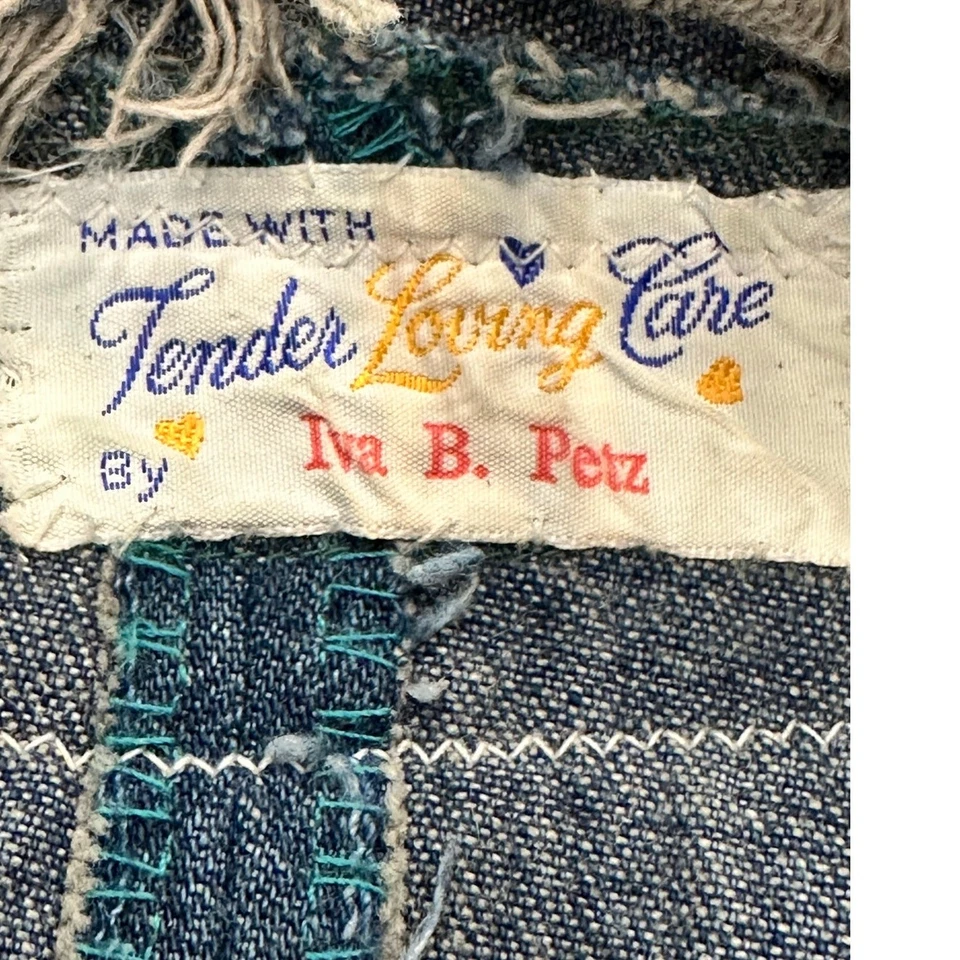 MADE WITH
Tender Loving Care
BY Iva B. Petz